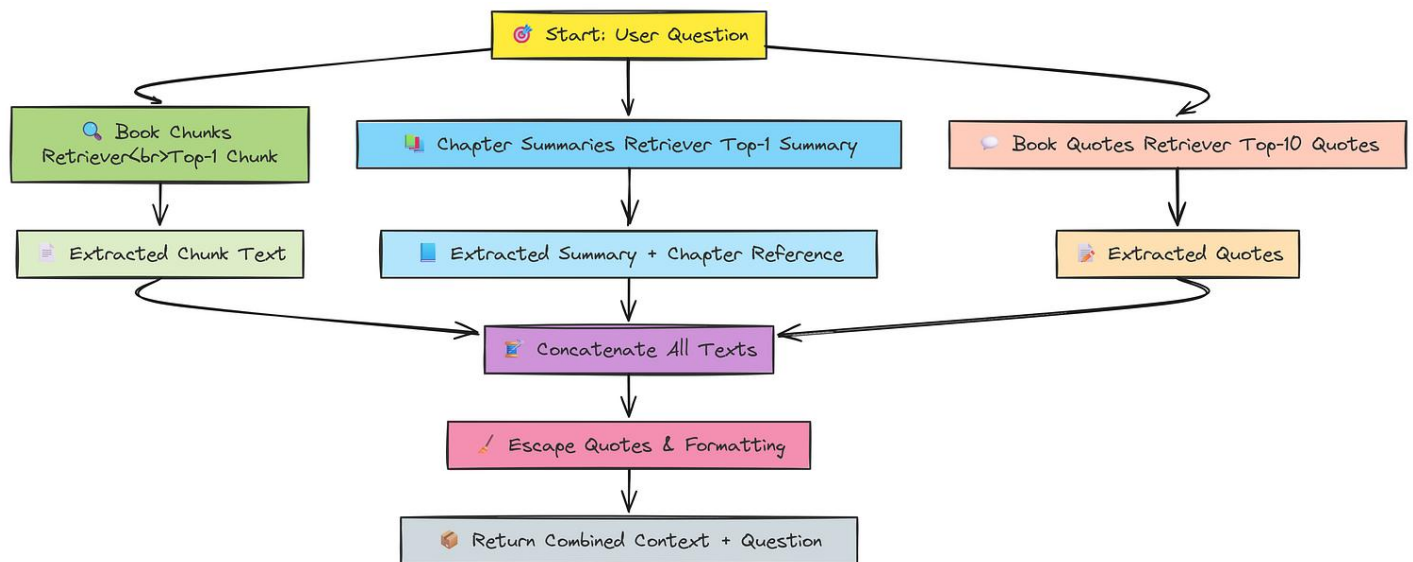 Start: User Question
Book Chunks
Retriever<br>Top-1 Chunk
Chapter Summaries Retriever Top-1 Summary
Book Quotes Retriever Top-10 Quotes
Extracted Chunk Text
Extracted Summary + Chapter Reference
Extracted Quotes
Concatenate All Texts
Escape Quotes & Formatting
Return Combined Context + Question